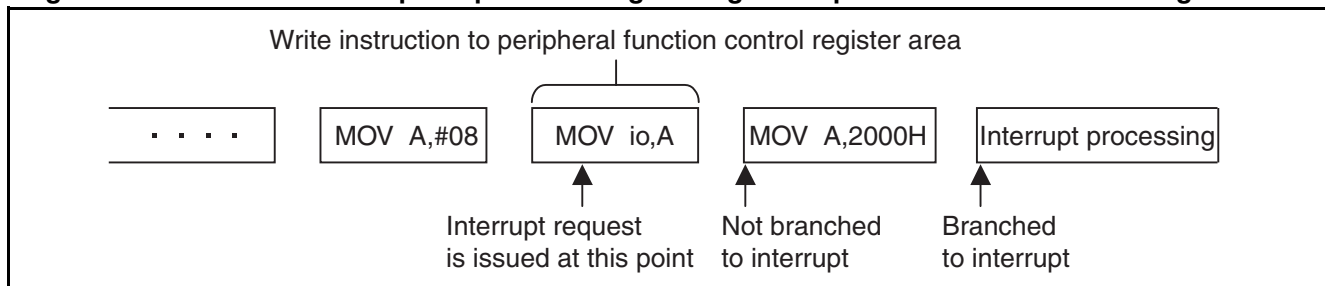 Write instruction to peripheral function control register area
· · · · MOV A,#08 MOV io,A MOV A,2000H Interrupt processing
Interrupt request Not branched Branched
is issued at this point to interrupt to interrupt